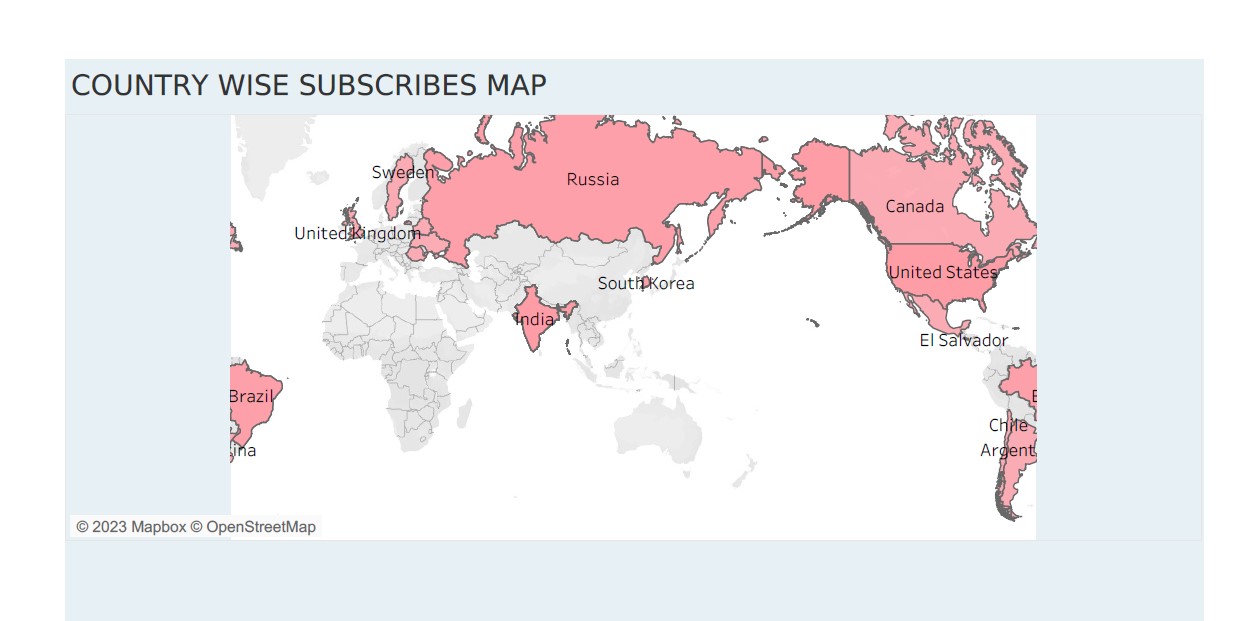 COUNTRY WISE SUBSCRIBES MAP
Sweden
Russia
Canada
United Kingdom
United States
South Korea
India
El Salvador
Brazil
B
Chile
ina
Argent
© 2023 Mapbox © OpenStreetMap